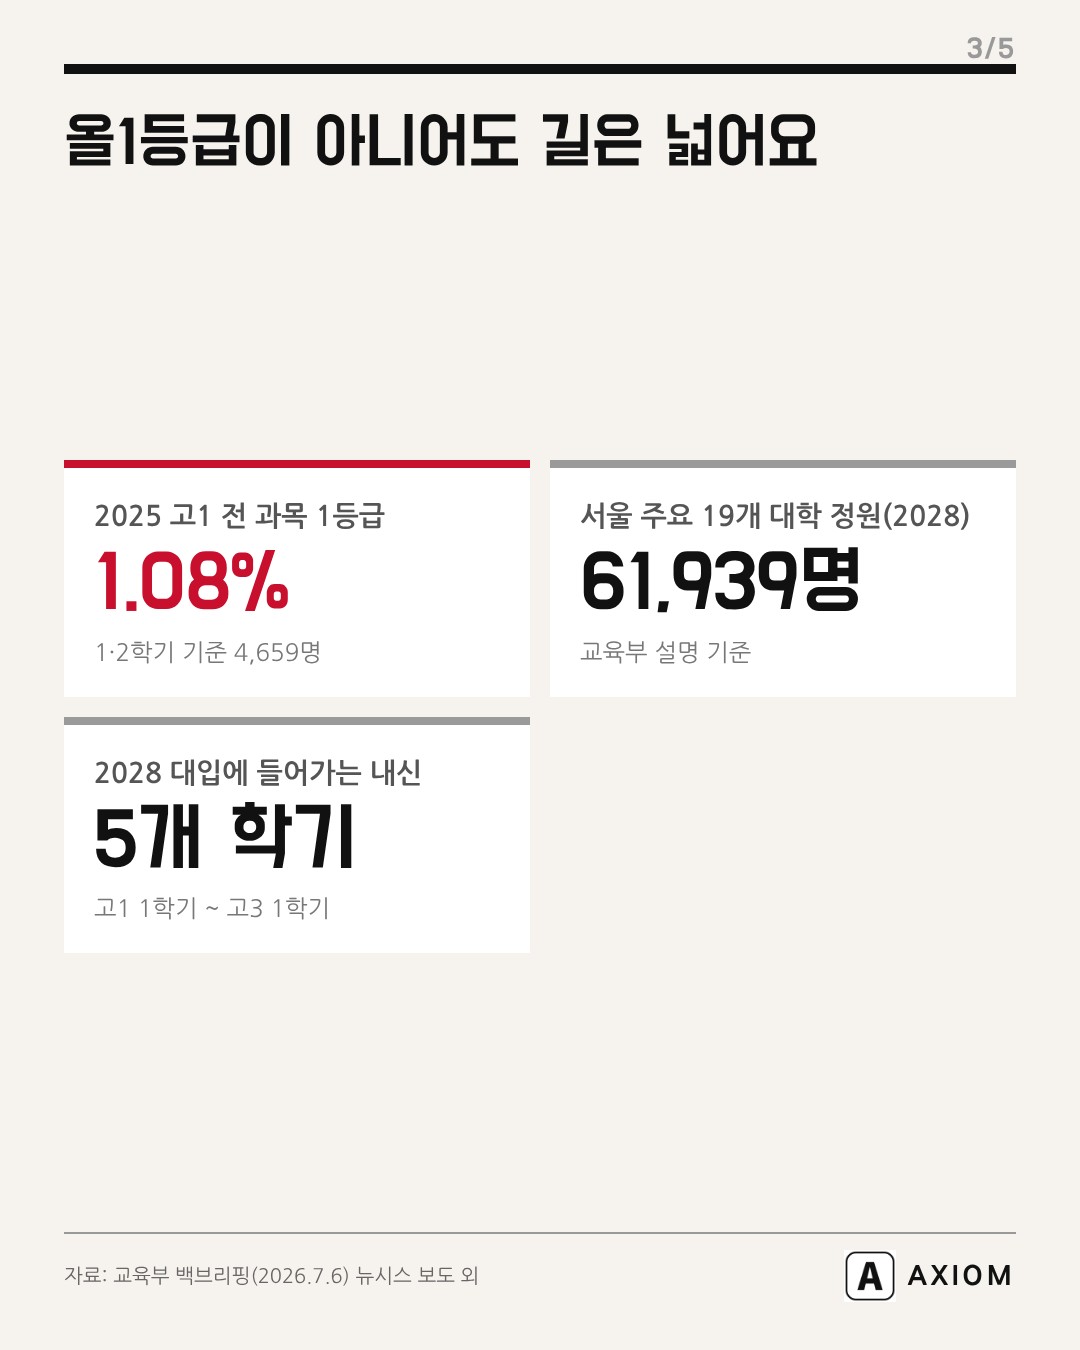 3/5
올1등급이 아니어도 길은 넓어요
2025 고1 전 과목 1등급
1.08%
1·2학기 기준 4,659명
서울 주요 19개 대학 정원(2028)
61,939명
교육부 설명 기준
2028 대입에 들어가는 내신
5개 학기
고1 1학기 ~ 고3 1학기
자료: 교육부 백브리핑(2026.7.6) 뉴시스 보도 외
A AXIOM